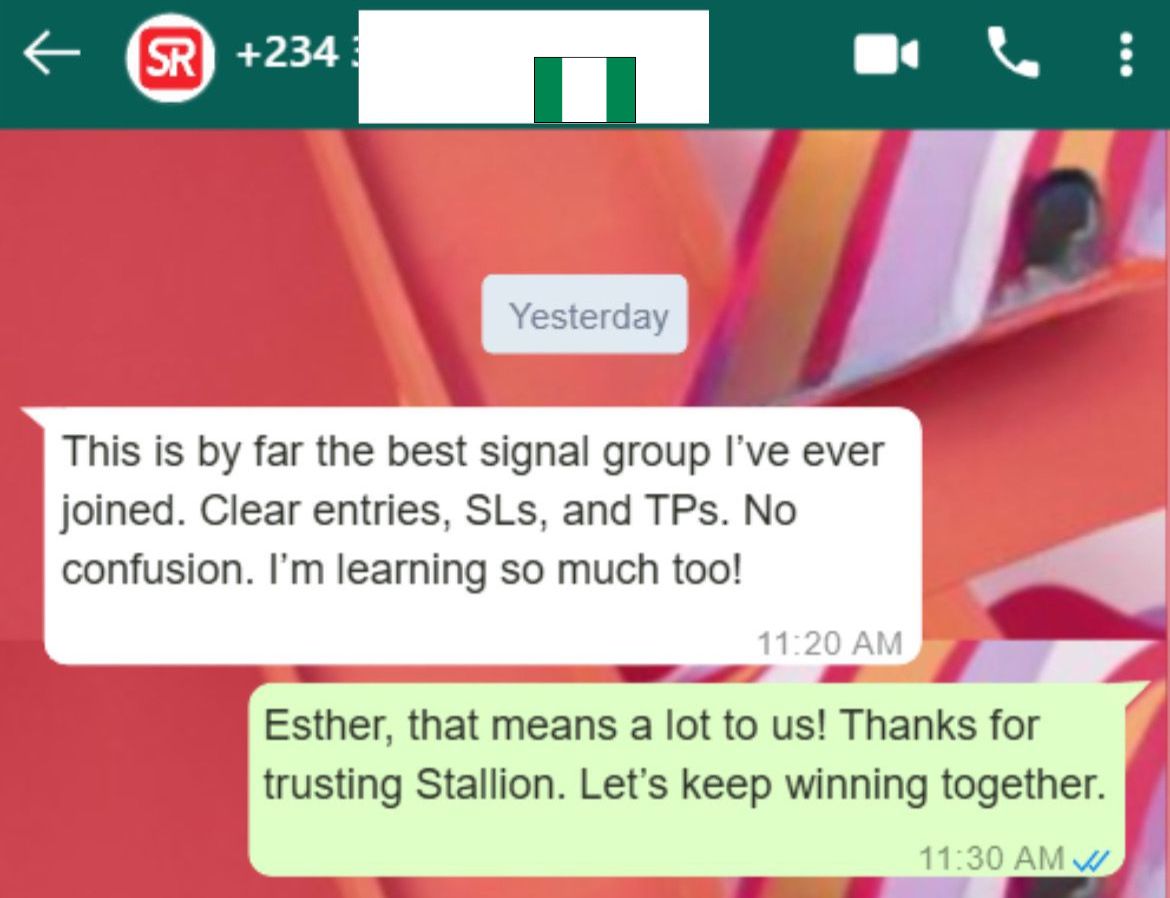 SR +234
Yesterday
This is by far the best signal group I’ve ever
joined. Clear entries, SLs, and TPs. No
confusion. I’m learning so much too!
11:20 AM
Esther, that means a lot to us! Thanks for
trusting Stallion. Let’s keep winning together.
11:30 AM